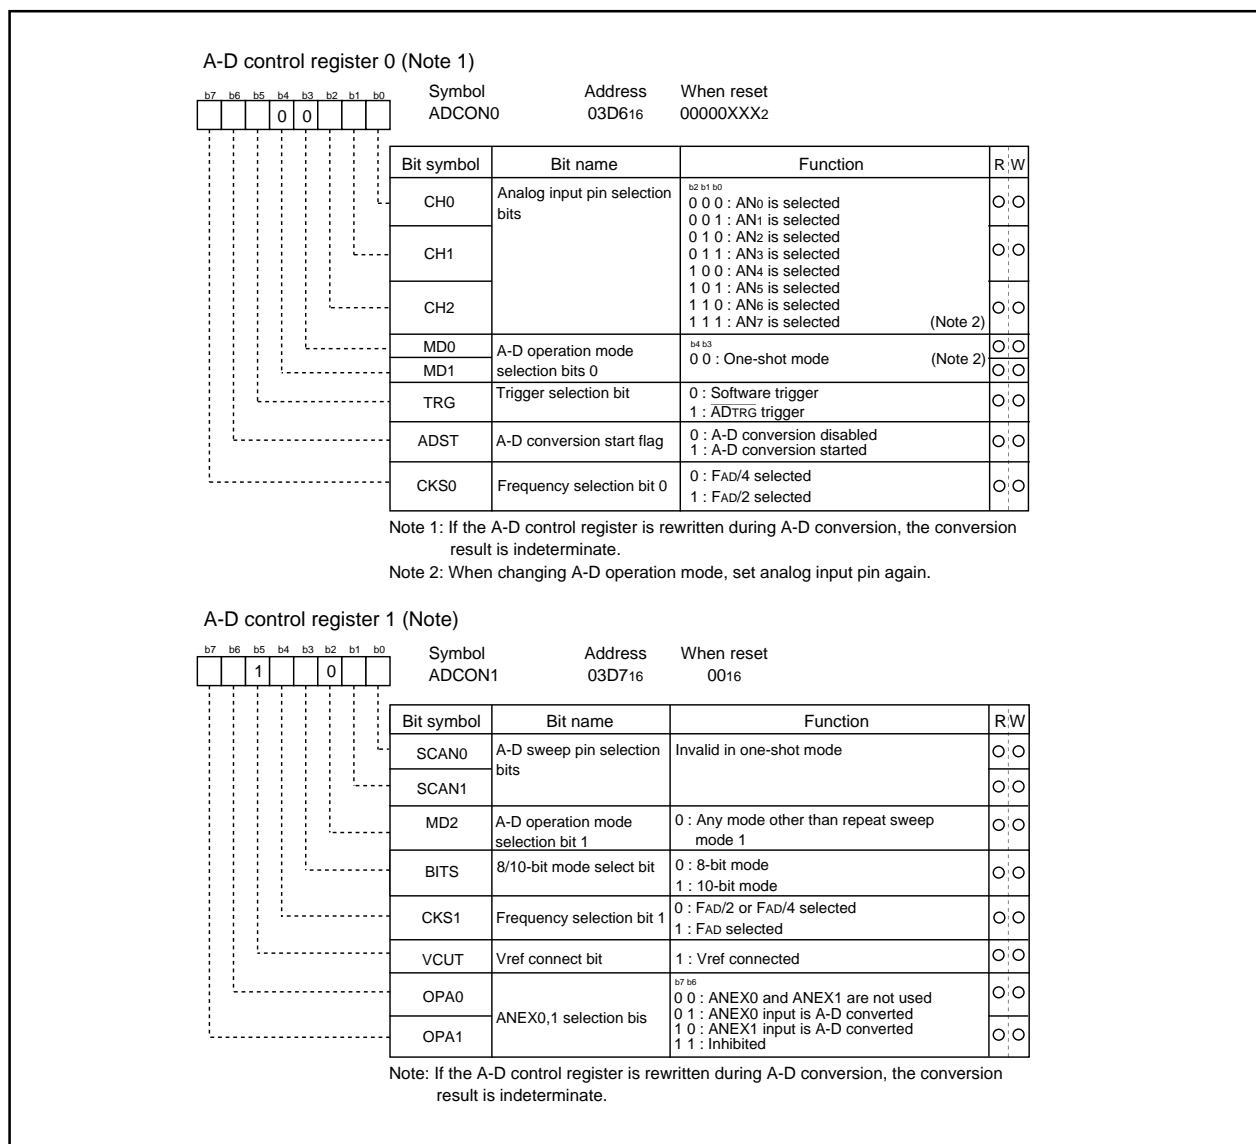 A-D control register 0 (Note 1)
b7 b6 b5 b4 b3 b2 b1 b0
0 0
Symbol Address When reset
ADCON0 03D616 00000XXX2
Bit symbol Bit name Function R W
CH0 Analog input pin selection
bits
b2 b1 b0
0 0 0 : AN0 is selected
0 0 1 : AN1 is selected
0 1 0 : AN2 is selected
CH1
0 1 1 : AN3 is selected
1 0 0 : AN4 is selected
1 0 1 : AN5 is selected
CH2
1 1 0 : AN6 is selected
1 1 1 : AN7 is selected (Note 2)
MD0 A-D operation mode
selection bits 0
b4 b3
0 0 : One-shot mode (Note 2)
MD1
TRG Trigger selection bit 0 : Software trigger
1 : ADTRG trigger
ADST A-D conversion start flag 0 : A-D conversion disabled
1 : A-D conversion started
CKS0 Frequency selection bit 0 0 : FAD/4 selected
1 : FAD/2 selected
Note 1: If the A-D control register is rewritten during A-D conversion, the conversion
result is indeterminate.
Note 2: When changing A-D operation mode, set analog input pin again.
A-D control register 1 (Note)
b7 b6 b5 b4 b3 b2 b1 b0
1 0
Symbol Address When reset
ADCON1 03D716 0016
Bit symbol Bit name Function R W
SCAN0 A-D sweep pin selection
bits
Invalid in one-shot mode
SCAN1
MD2 A-D operation mode
selection bit 1
0 : Any mode other than repeat sweep
mode 1
BITS 8/10-bit mode select bit 0 : 8-bit mode
1 : 10-bit mode
CKS1 Frequency selection bit 1 0 : FAD/2 or FAD/4 selected
1 : FAD selected
VCUT Vref connect bit 1 : Vref connected
OPA0 ANEX0,1 selection bis
b7 b6
0 0 : ANEX0 and ANEX1 are not used
0 1 : ANEX0 input is A-D converted
1 0 : ANEX1 input is A-D converted
1 1 : Inhibited
OPA1
Note: If the A-D control register is rewritten during A-D conversion, the conversion
result is indeterminate.